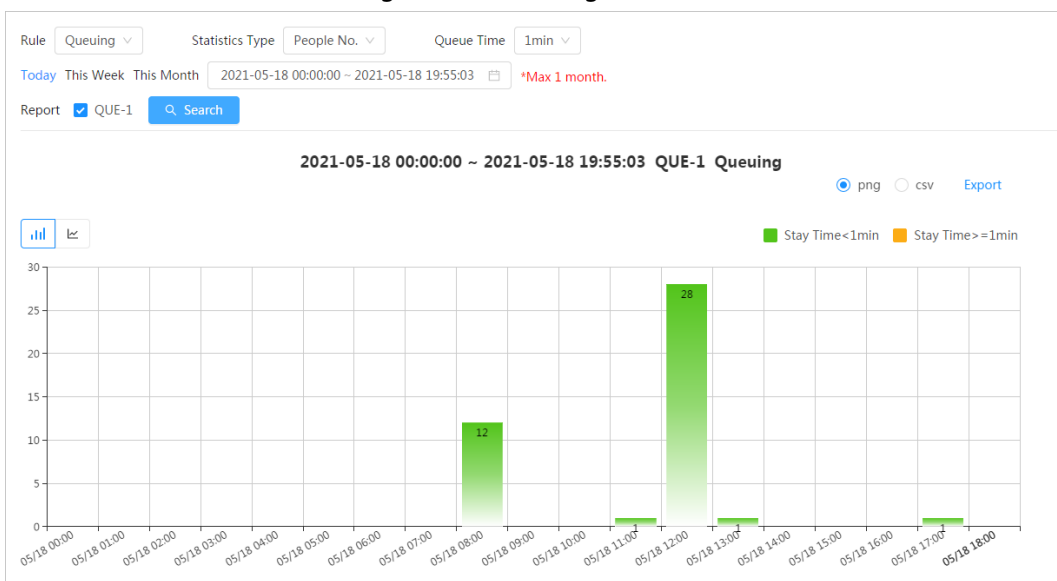 Rule Queuing Statistics Type People No. Queue Time 1min
Today This Week This Month 2021-05-18 00:00:00 ~ 2021-05-18 19:55:03 *Max 1 month.
Report QUE-1 Search
2021-05-18 00:00:00 ~ 2021-05-18 19:55:03 QUE-1 Queuing
png csv Export
Stay Time<1min Stay Time>=1min
30
28
25
20
15
12
10
5
0
1 1 1
05/18 00:00 05/18 01:00 05/18 02:00 05/18 03:00 05/18 04:00 05/18 05:00 05/18 06:00 05/18 07:00 05/18 08:00 05/18 09:00 05/18 10:00 05/18 11:00 05/18 12:00 05/18 13:00 05/18 14:00 05/18 15:00 05/18 16:00 05/18 17:00 05/18 18:00